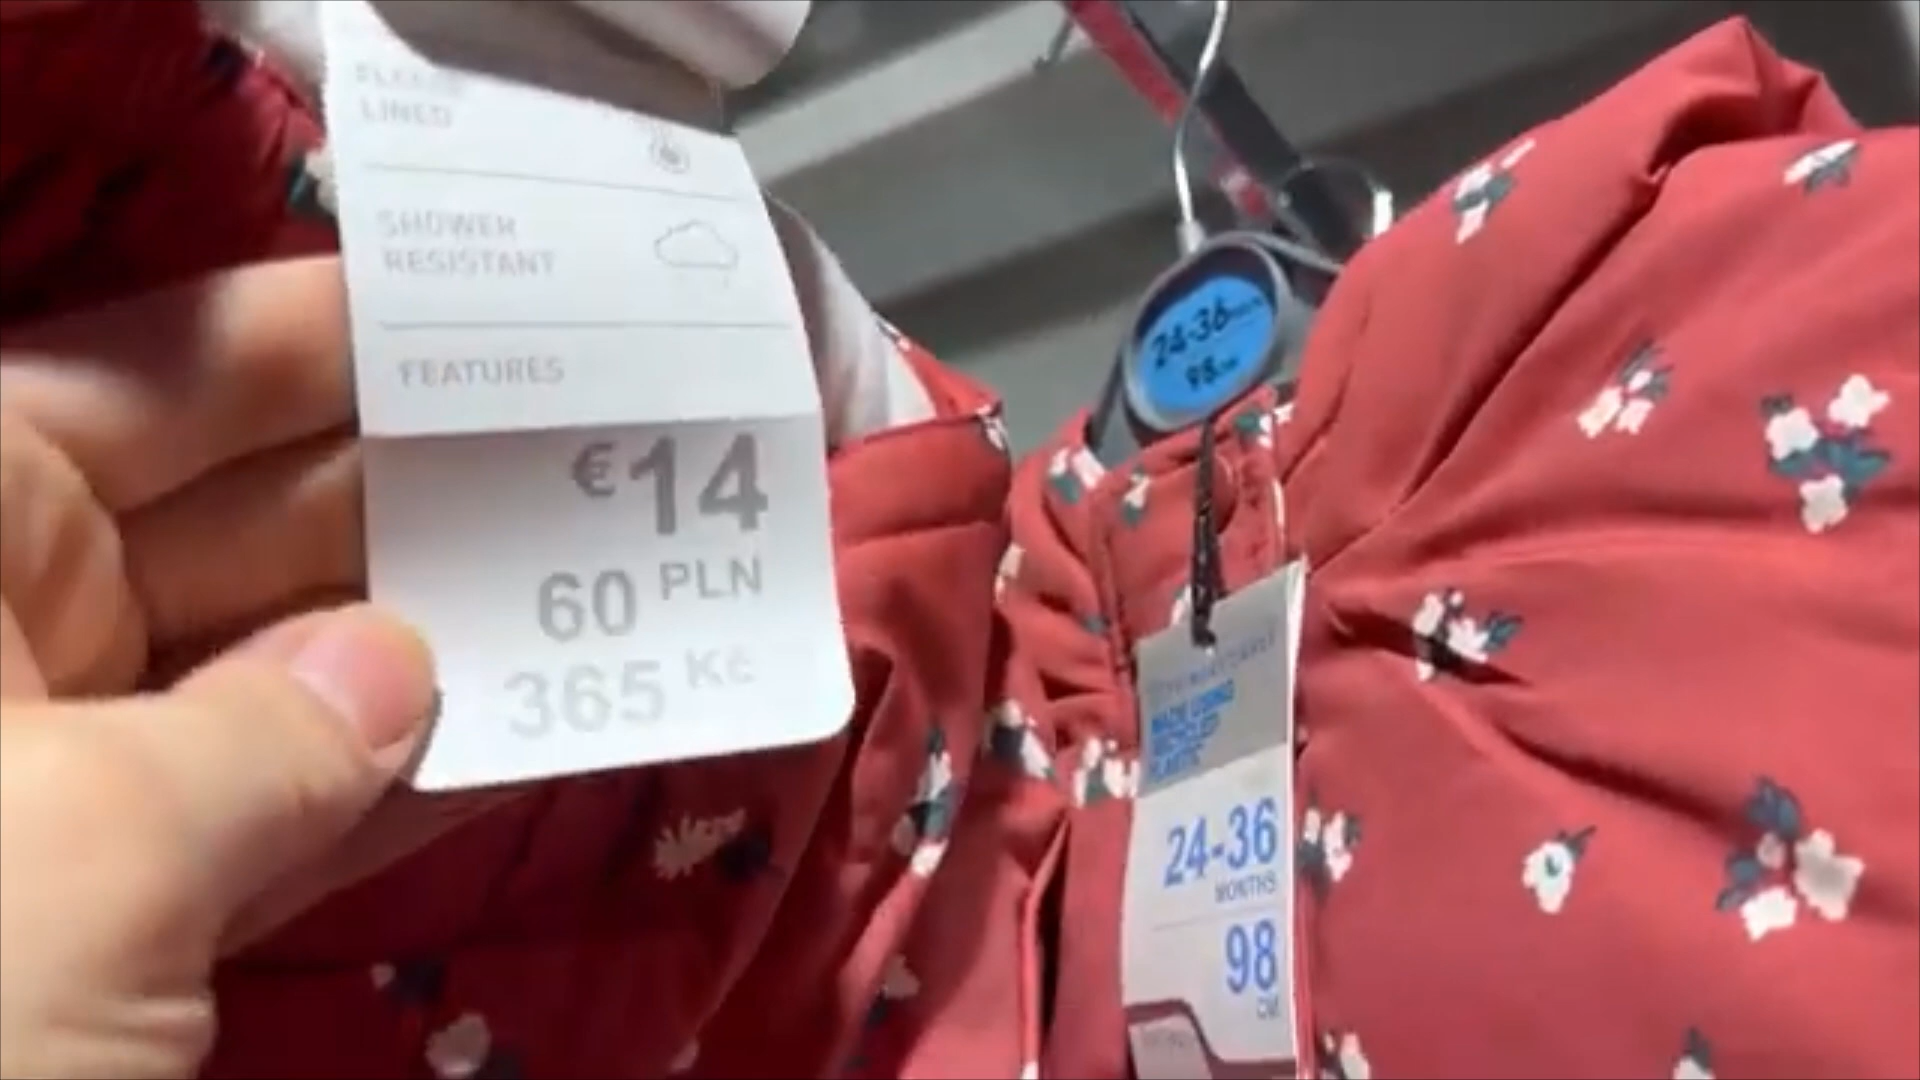 FLEECE
LINED
SHOWER
RESISTANT
FEATURES
€14
60 PLN
365 Kč
24-36
98
MADE USING
RECYCLED
PLASTIC
24-36
MONTHS
98
CM